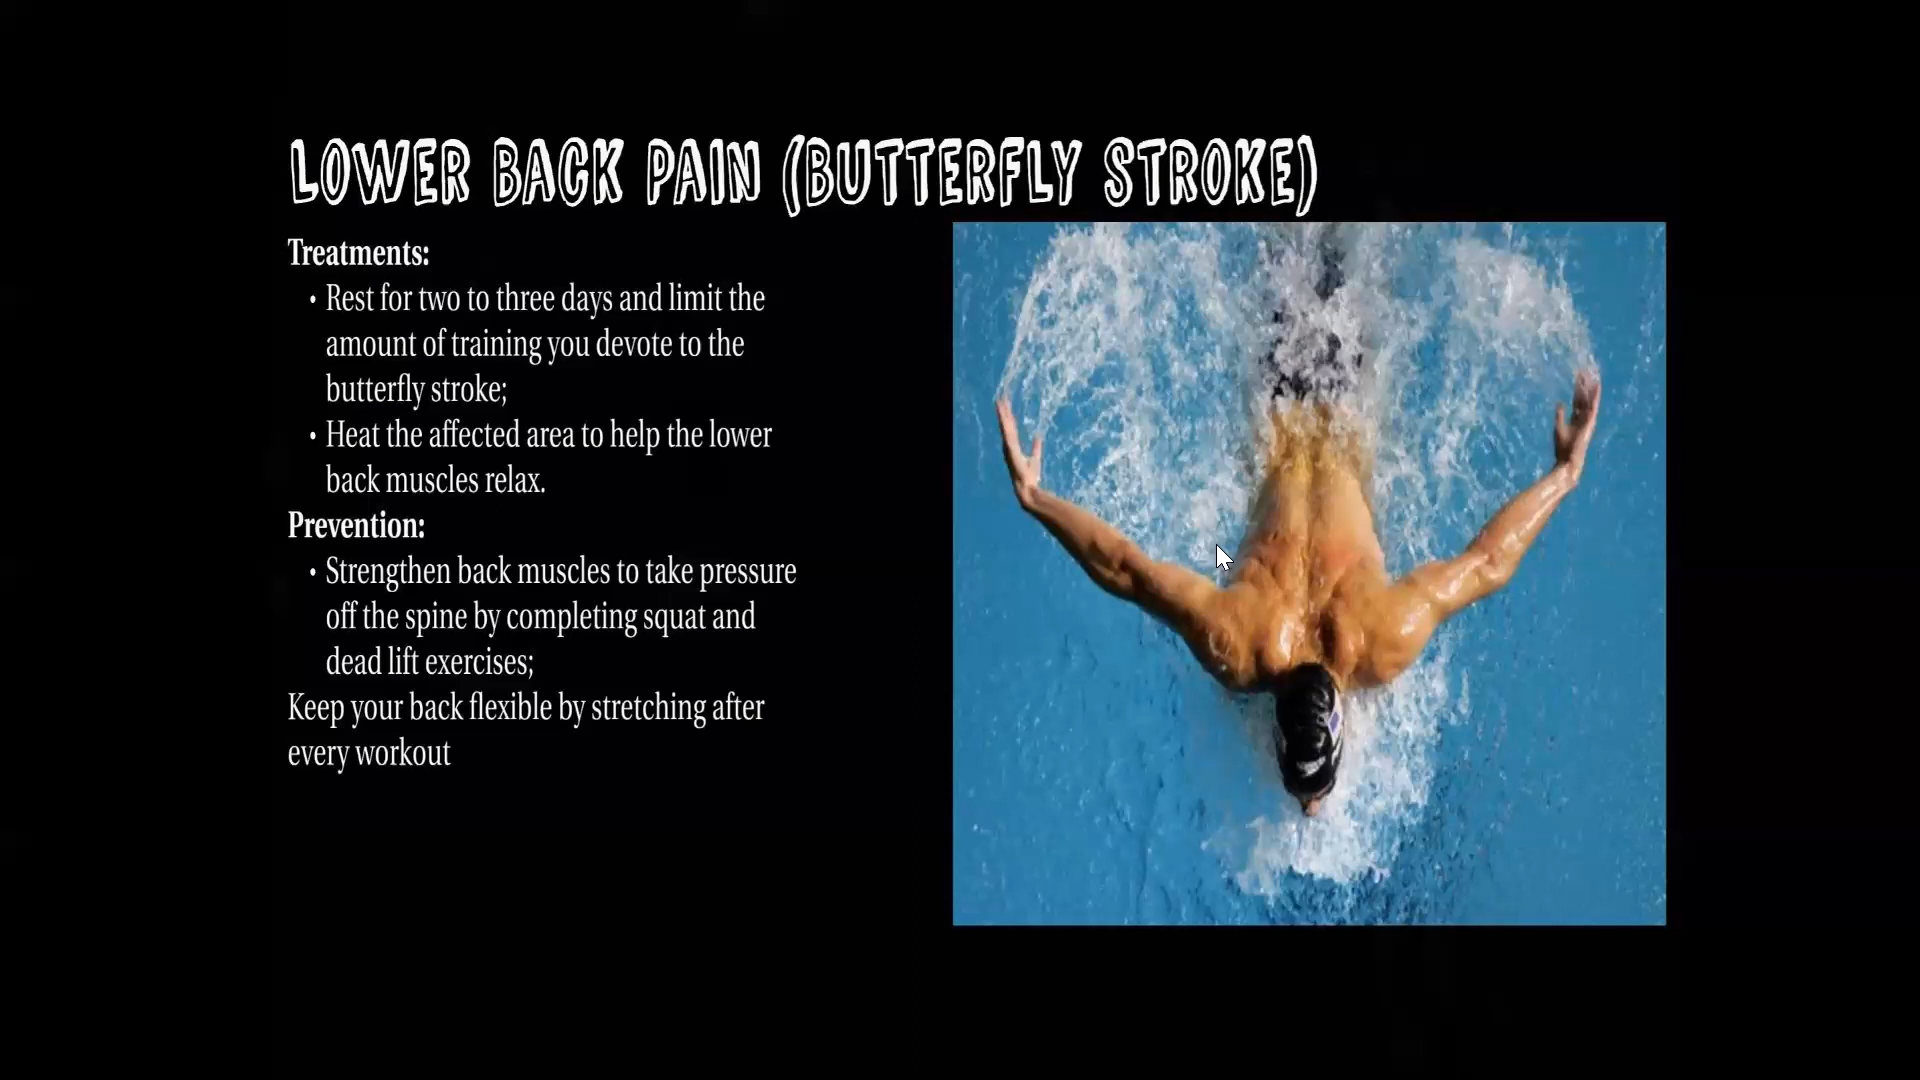 LOWER BACK PAIN (BUTTERFLY STROKE)
Treatments:
• Rest for two to three days and limit the
amount of training you devote to the
butterfly stroke;
• Heat the affected area to help the lower
back muscles relax.
Prevention:
• Strengthen back muscles to take pressure
off the spine by completing squat and
dead lift exercises;
Keep your back flexible by stretching after
every workout